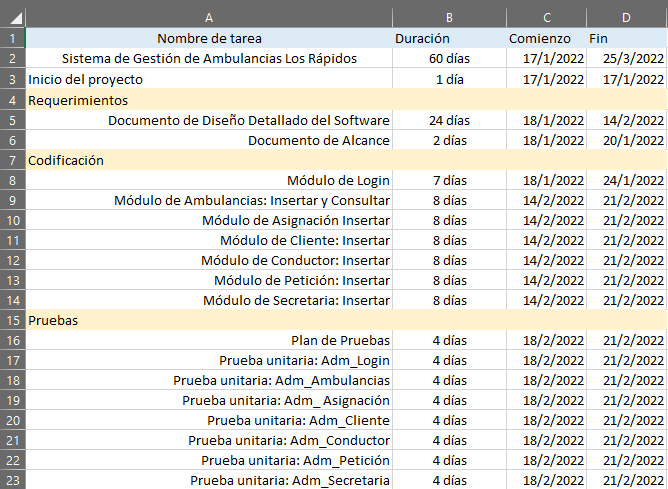 A B C D
1 Nombre de tarea Duración Comienzo Fin
2 Sistema de Gestión de Ambulancias Los Rápidos 60 días 17/1/2022 25/3/2022
3 Inicio del proyecto 1 día 17/1/2022 17/1/2022
4 Requerimientos
5 Documento de Diseño Detallado del Software 24 días 18/1/2022 14/2/2022
6 Documento de Alcance 2 días 18/1/2022 20/1/2022
7 Codificación
8 Módulo de Login 7 días 18/1/2022 24/1/2022
9 Módulo de Ambulancias: Insertar y Consultar 8 días 14/2/2022 21/2/2022
10 Módulo de Asignación Insertar 8 días 14/2/2022 21/2/2022
11 Módulo de Cliente: Insertar 8 días 14/2/2022 21/2/2022
12 Módulo de Conductor: Insertar 8 días 14/2/2022 21/2/2022
13 Módulo de Petición: Insertar 8 días 14/2/2022 21/2/2022
14 Módulo de Secretaria: Insertar 8 días 14/2/2022 21/2/2022
15 Pruebas
16 Plan de Pruebas 4 días 18/2/2022 21/2/2022
17 Prueba unitaria: Adm_Login 4 días 18/2/2022 21/2/2022
18 Prueba unitaria: Adm_Ambulancias 4 días 18/2/2022 21/2/2022
19 Prueba unitaria: Adm_ Asignación 4 días 18/2/2022 21/2/2022
20 Prueba unitaria: Adm_Cliente 4 días 18/2/2022 21/2/2022
21 Prueba unitaria: Adm_Conductor 4 días 18/2/2022 21/2/2022
22 Prueba unitaria: Adm_Petición 4 días 18/2/2022 21/2/2022
23 Prueba unitaria: Adm_Secretaria 4 días 18/2/2022 21/2/2022